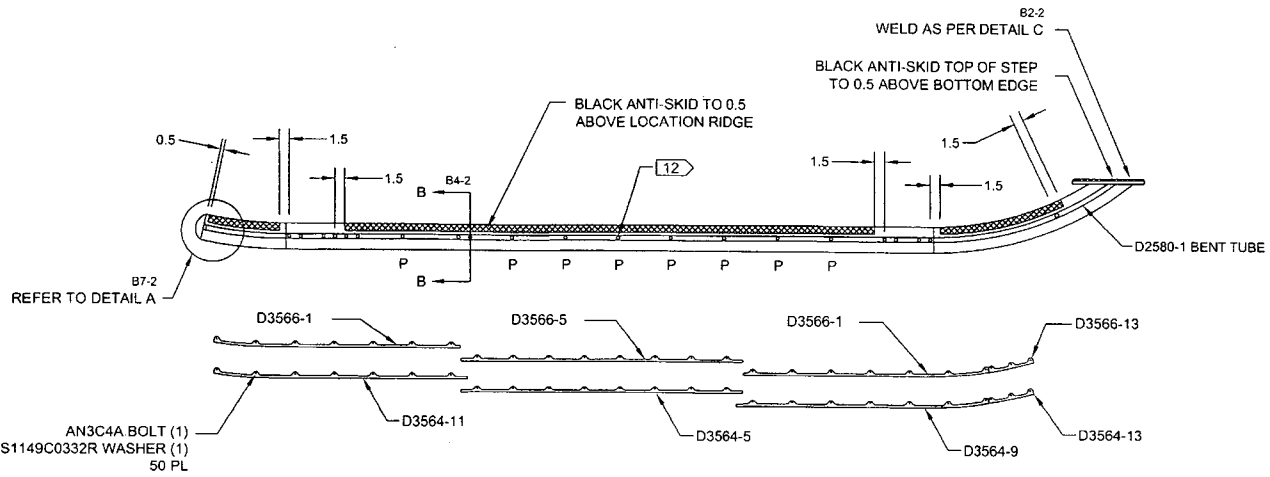 B2-2
WELD AS PER DETAIL C
BLACK ANTI-SKID TOP OF STEP
TO 0.5 ABOVE BOTTOM EDGE
BLACK ANTI-SKID TO 0.5
ABOVE LOCATION RIDGE
0.5
1.5
1.5
B
B4-2
12
1.5
1.5
1.5
D2580-1 BENT TUBE
P
P
P
P
P
P
P
P
B
B7-2
REFER TO DETAIL A
D3566-1
D3566-5
D3566-1
D3566-13
AN3C4A BOLT (1)
S1149C0332R WASHER (1)
50 PL
D3564-11
D3564-5
D3564-9
D3564-13